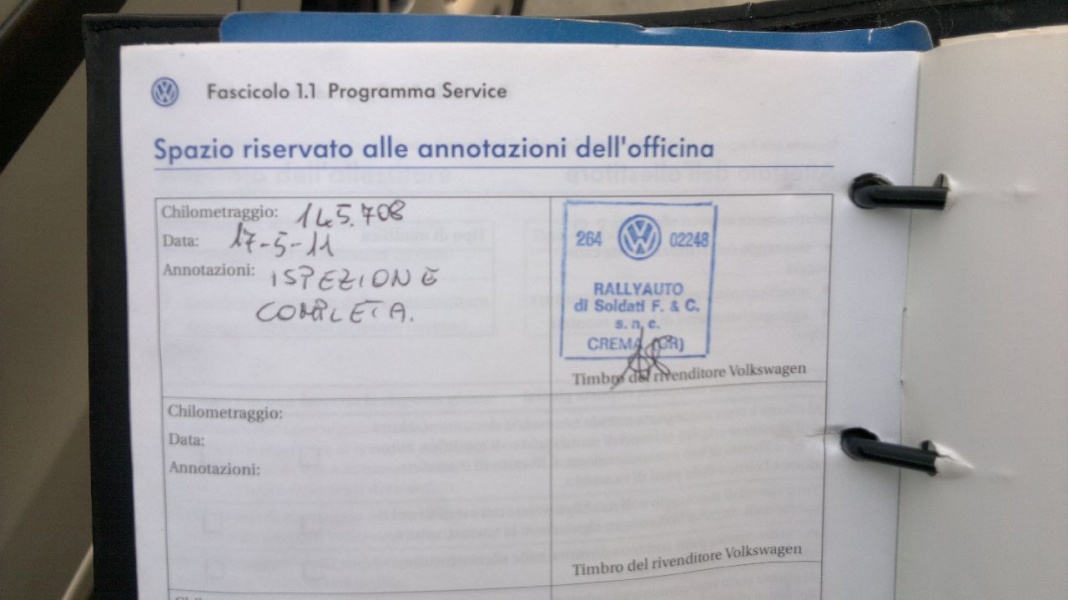 Fascicolo 1.1 Programma Service
Spazio riservato alle annotazioni dell'officina
Chilometraggio: 145.708
Data: 17-5-11
Annotazioni: ISPEZIONE
COMPLETA.
264 02248
RALLYAUTO
di Soldati F. & C.
s.n.c.
CREMA (CR)
Timbro del rivenditore Volkswagen
Chilometraggio:
Data:
Annotazioni:
Timbro del rivenditore Volkswagen